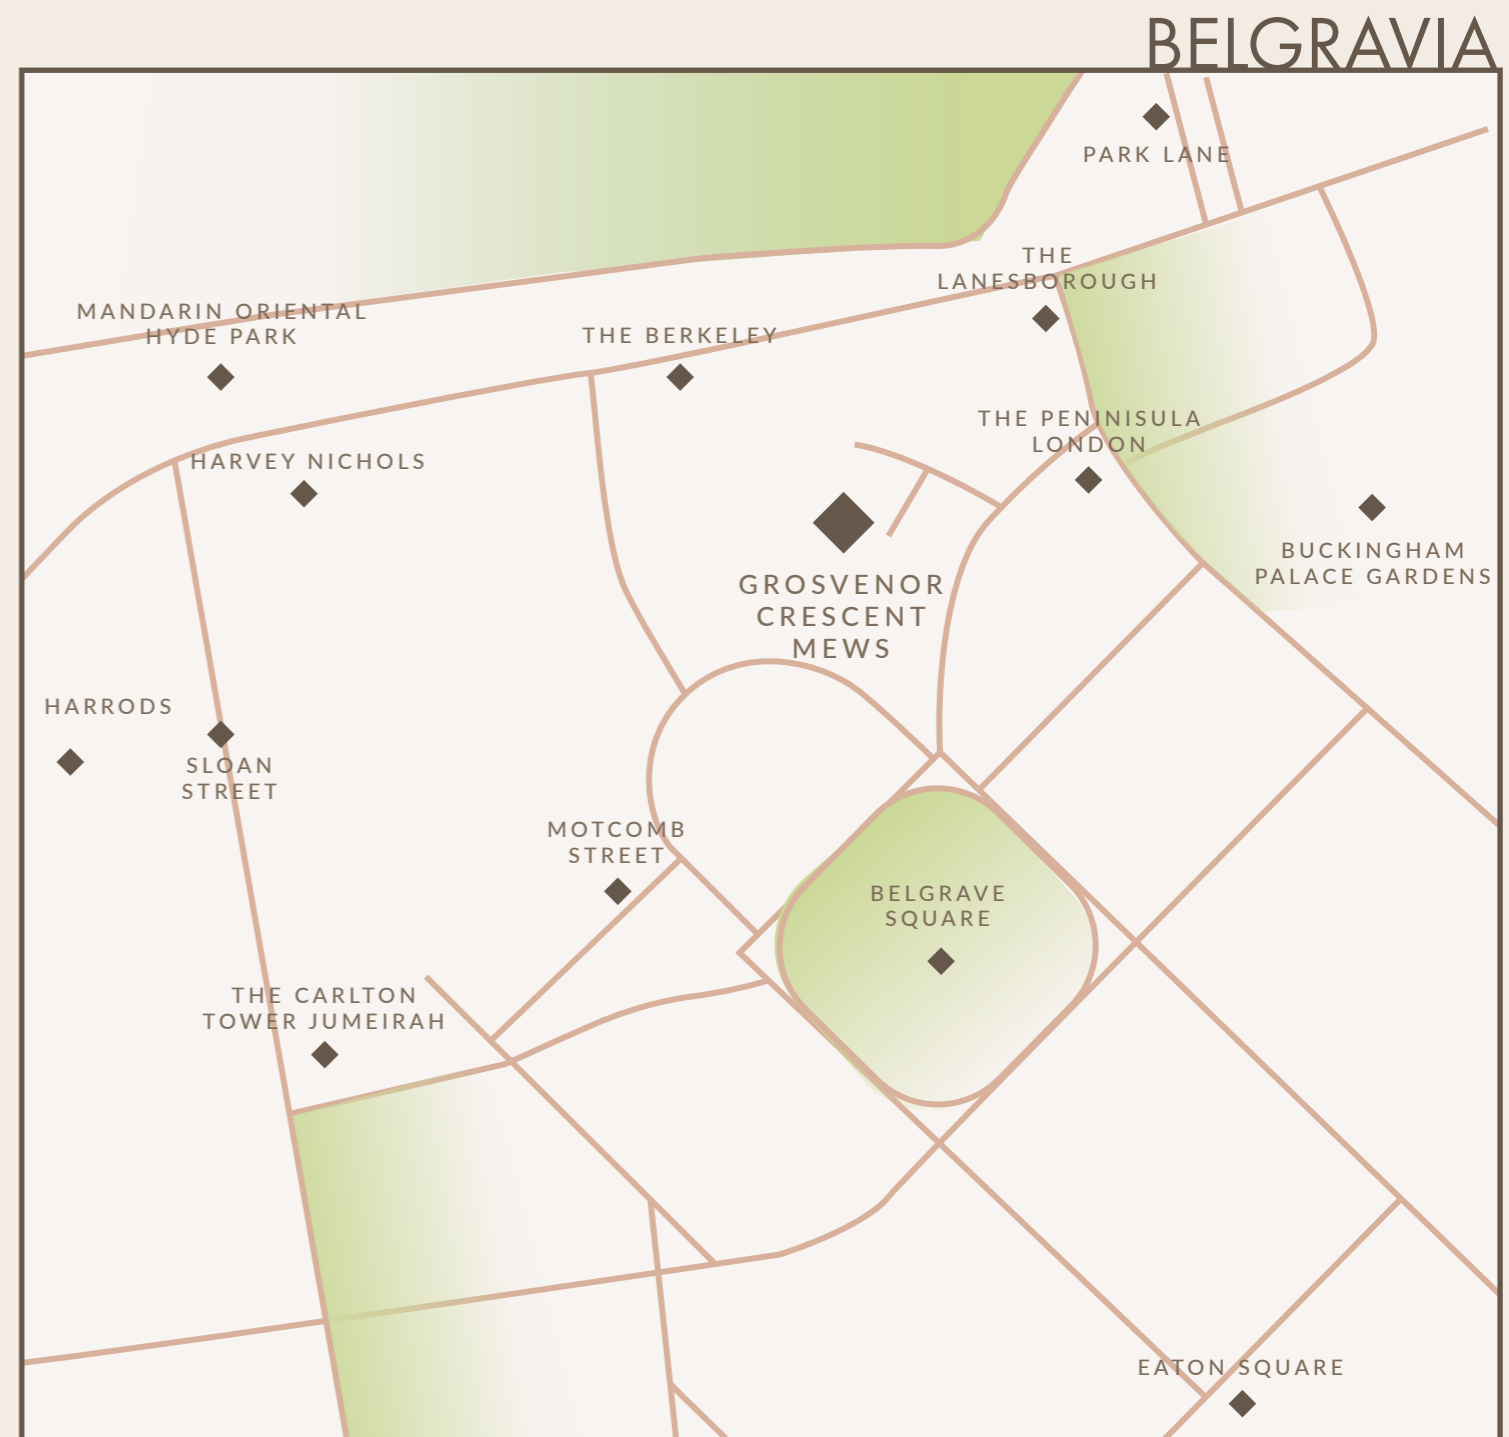 BELGRAVIA
PARK LANE
THE
LANESBOROUGH
MANDARIN ORIENTAL
HYDE PARK
THE BERKELEY
THE PENINISULA
LONDON
HARVEY NICHOLS
BUCKINGHAM
PALACE GARDENS
GROSVENOR
CRESCENT
MEWS
HARRODS
SLOAN
STREET
MOTCOMB
STREET
BELGRAVE
SQUARE
THE CARLTON
TOWER JUMEIRAH
EATON SQUARE